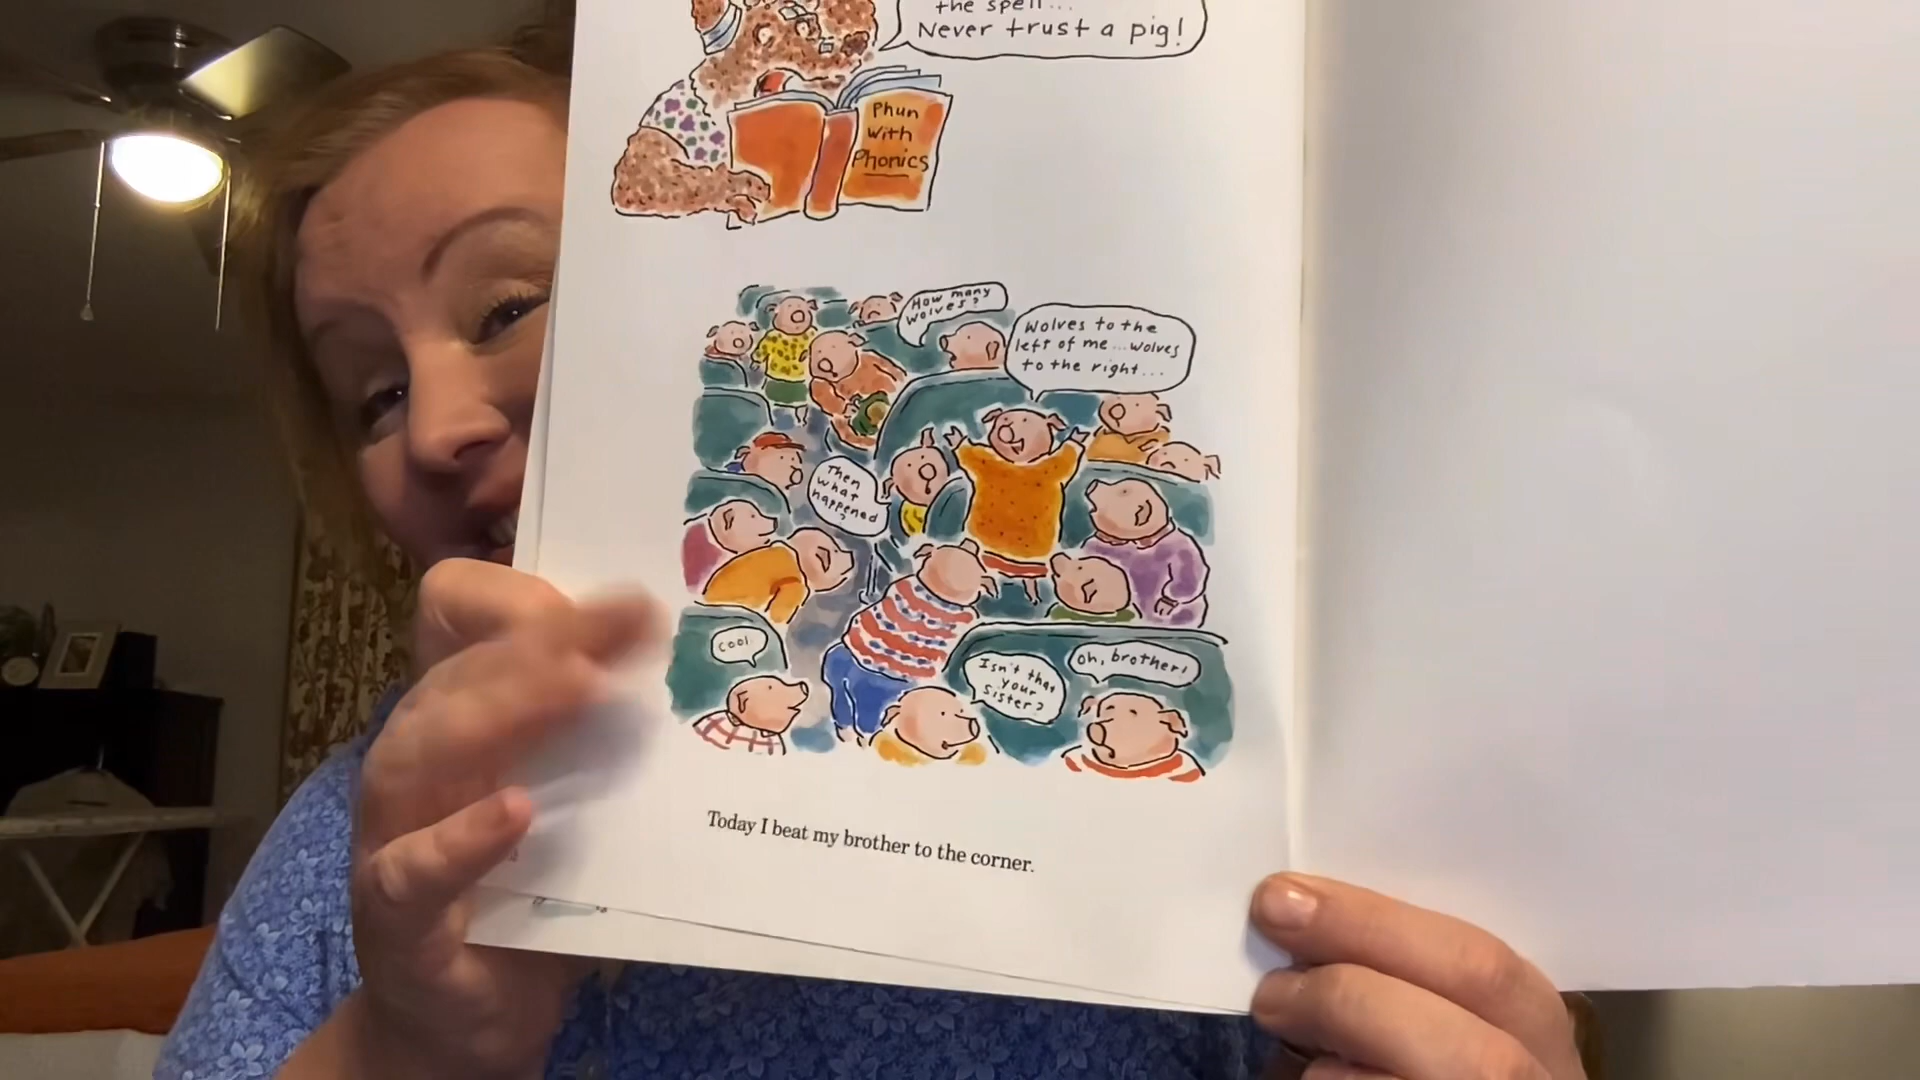 the spell...
Never trust a pig!
Phun
With
Phonics
How many
wolves?
Wolves to the
left of me...wolves
to the right...
Then
what
happened
?
Cool.
Isn't that
your
sister?
Oh, brother!
Today I beat my brother to the corner.